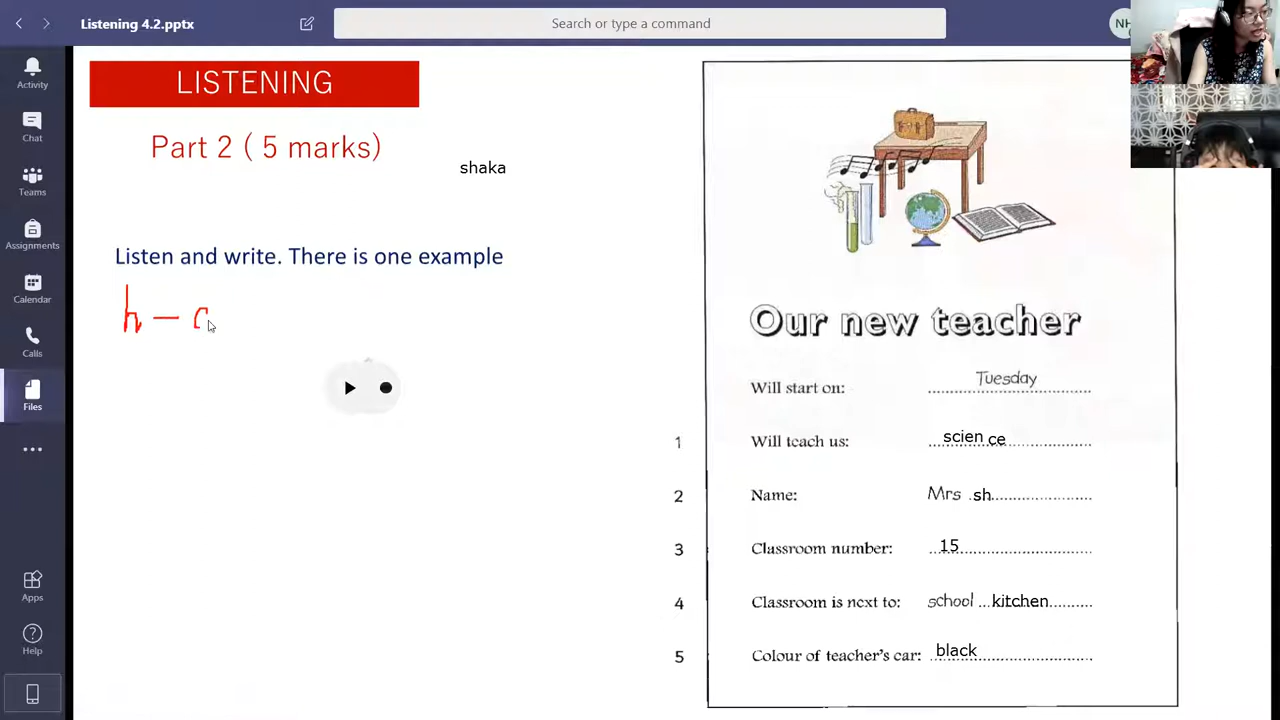 Listening 4.2.pptx
Search or type a command
NH
Activity
Chat
Teams
Assignments
Calendar
Calls
Files
Apps
Help
LISTENING
Part 2 ( 5 marks)
shaka
Listen and write. There is one example
h –
Our new teacher
Will start on: Tuesday
1 Will teach us: scien ce
2 Name: Mrs sh
3 Classroom number: 15
4 Classroom is next to: school kitchen
5 Colour of teacher's car: black